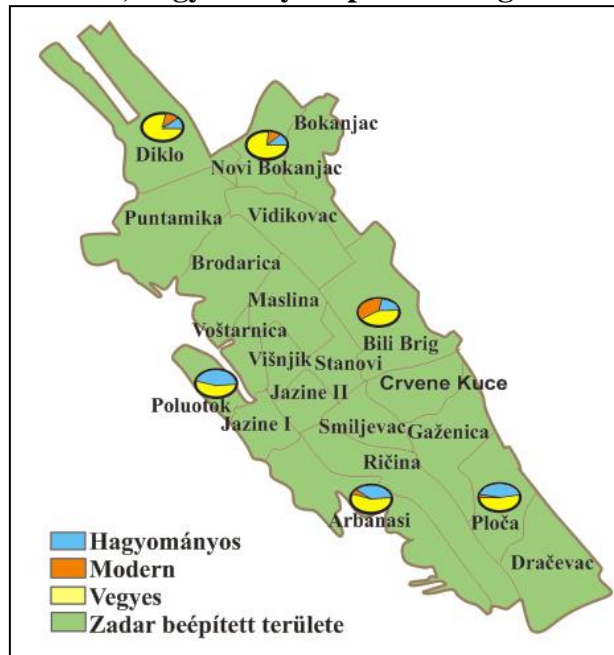 Bokanjac
Diklo
Novi Bokanjac
Puntamika
Vidikovac
Brodarica
Maslina
Voštarnica
Bili Brig
Višnjik
Stanovi
Crvene Kuce
Poluotok
Jazine II
Jazine I
Smiljevac
Gaženica
Ričina
Arbanasi
Ploča
Dračevac
Hagyományos
Modern
Vegyes
Zadar beépített területe